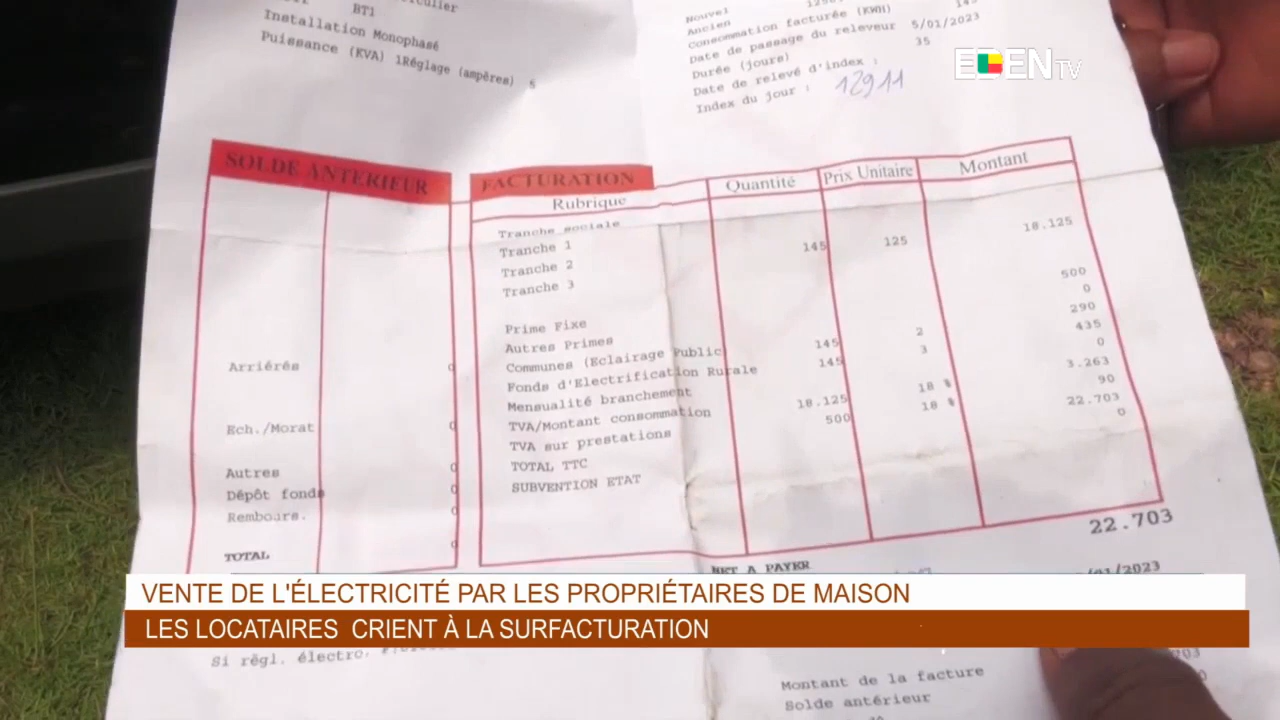 BT1
Installation Monophasé
Puissance (KVA) 1Réglage (ampères) 6
Nouvel
Ancien
Consommation facturée (KWH)
Date de passage du releveur 5/01/2023
Durée (jours) 35
Date de relevé d'index :
Index du jour : 12911
EDEN TV
SOLDE ANTERIEUR
Arriérés 0
Ech./Morat 0
Autres 0
Dépôt fonds 0
Rembours. 0
TOTAL 0
FACTURATION
Rubrique Quantité Prix Unitaire Montant
Tranche sociale
Tranche 1 145 125 18.125
Tranche 2
Tranche 3
Prime Fixe 500
Autres Primes 0
Communes (Eclairage Public 145 2 290
Fonds d'Electrification Rurale 145 3 435
Mensualité branchement 0
TVA/Montant consommation 18.125 18 % 3.263
TVA sur prestations 500 18 % 90
TOTAL TTC 22.703
SUBVENTION ETAT 0
22.703
NET A PAYER
/2023
VENTE DE L'ÉLECTRICITÉ PAR LES PROPRIÉTAIRES DE MAISON
LES LOCATAIRES CRIENT À LA SURFACTURATION
Si régl. électro.
Montant de la facture
Solde antérieur